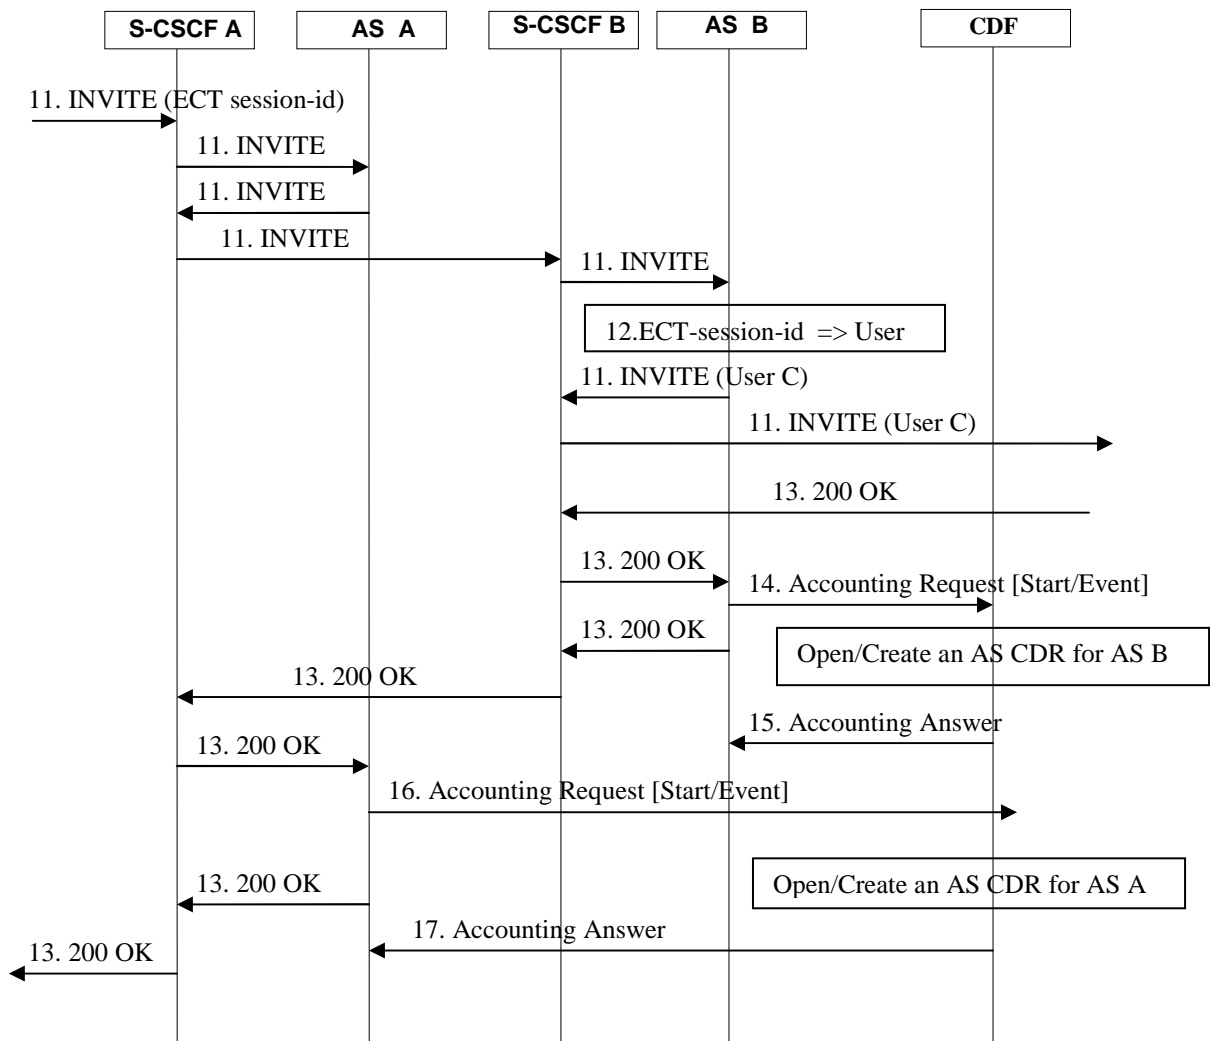 S-CSCF A
AS A
S-CSCF B
AS B
CDF
11. INVITE (ECT session-id)
11. INVITE
11. INVITE
11. INVITE
11. INVITE
12.ECT-session-id => User
11. INVITE (User C)
11. INVITE (User C)
13. 200 OK
13. 200 OK
14. Accounting Request [Start/Event]
13. 200 OK
Open/Create an AS CDR for AS B
13. 200 OK
15. Accounting Answer
13. 200 OK
16. Accounting Request [Start/Event]
13. 200 OK
Open/Create an AS CDR for AS A
17. Accounting Answer
13. 200 OK